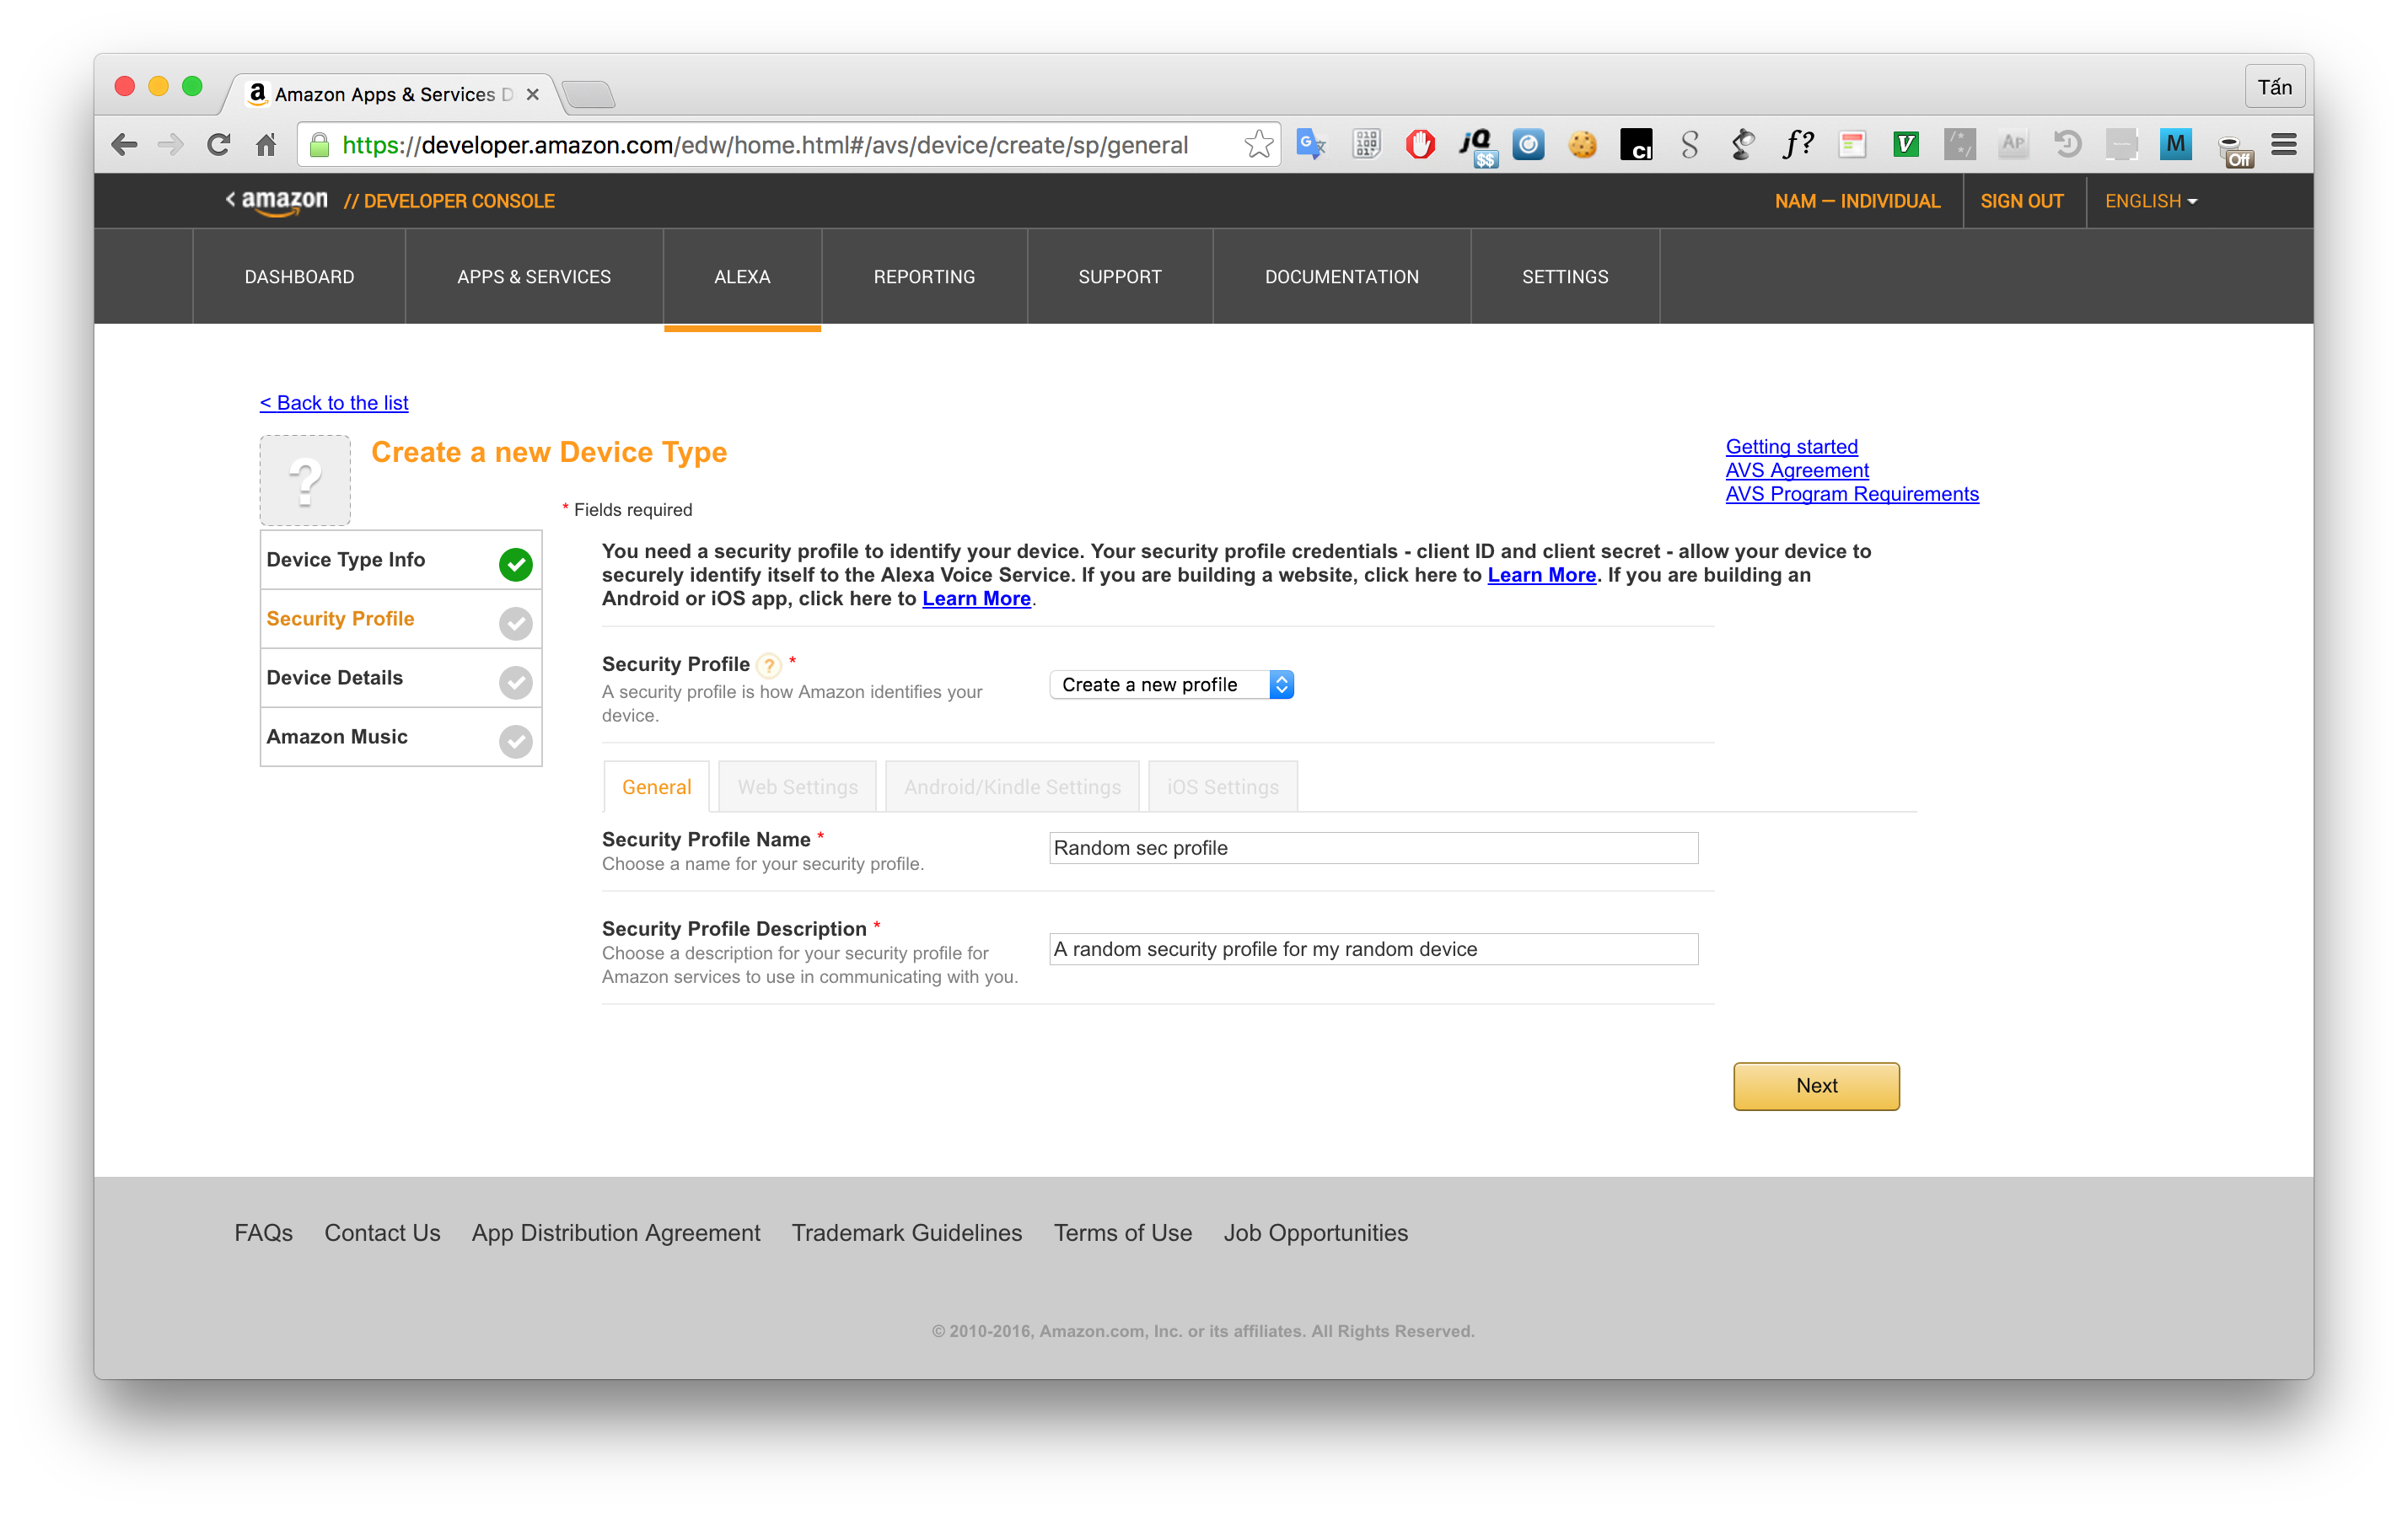 Amazon Apps & Services D
Tấn
https://developer.amazon.com/edw/home.html#/avs/device/create/sp/general
jQ
$$
CI
S
f?
V
/* */
AP
M
Off
< amazon // DEVELOPER CONSOLE
NAM — INDIVIDUAL
SIGN OUT
ENGLISH
DASHBOARD
APPS & SERVICES
ALEXA
REPORTING
SUPPORT
DOCUMENTATION
SETTINGS
< Back to the list
?
Create a new Device Type
Getting started
AVS Agreement
AVS Program Requirements
* Fields required
Device Type Info
Security Profile
Device Details
Amazon Music
You need a security profile to identify your device. Your security profile credentials - client ID and client secret - allow your device to
securely identify itself to the Alexa Voice Service. If you are building a website, click here to Learn More. If you are building an
Android or iOS app, click here to Learn More.
Security Profile ? *
A security profile is how Amazon identifies your
device.
Create a new profile
General
Web Settings
Android/Kindle Settings
iOS Settings
Security Profile Name *
Choose a name for your security profile.
Random sec profile
Security Profile Description *
Choose a description for your security profile for
Amazon services to use in communicating with you.
A random security profile for my random device
Next
FAQs
Contact Us
App Distribution Agreement
Trademark Guidelines
Terms of Use
Job Opportunities
© 2010-2016, Amazon.com, Inc. or its affiliates. All Rights Reserved.